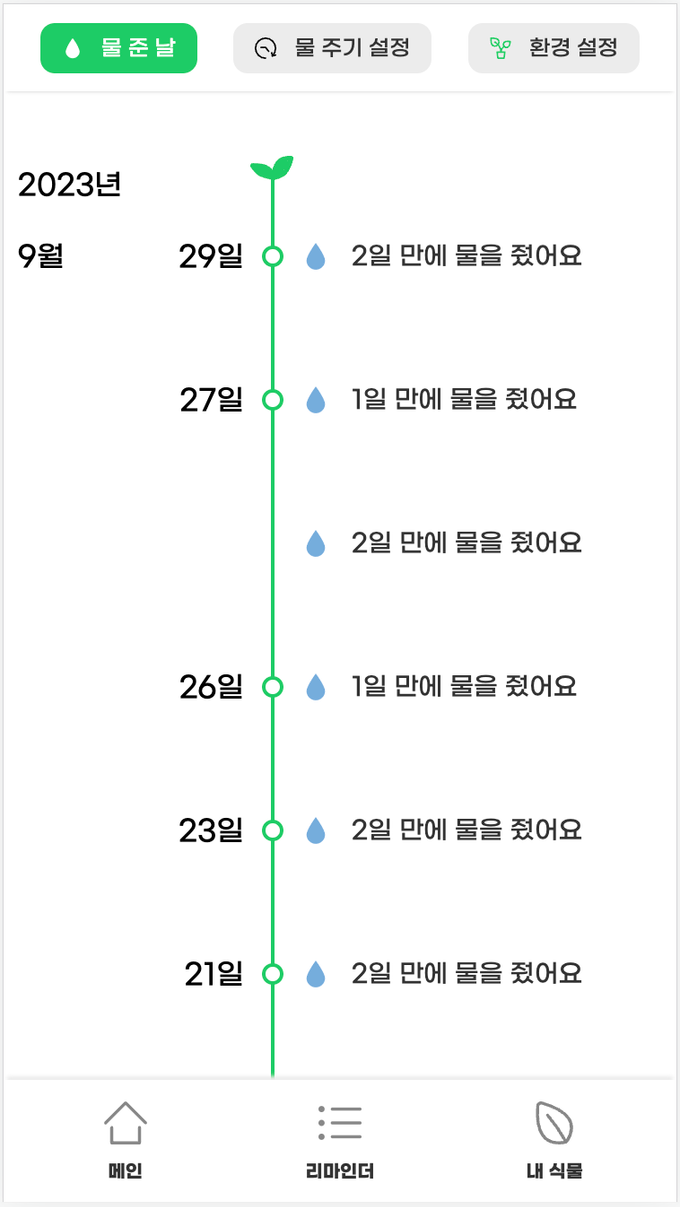 물 준 날 물 주기 설정 환경 설정
2023년
9월 29일 2일 만에 물을 줬어요
27일 1일 만에 물을 줬어요
2일 만에 물을 줬어요
26일 1일 만에 물을 줬어요
23일 2일 만에 물을 줬어요
21일 2일 만에 물을 줬어요
메인 리마인더 내 식물